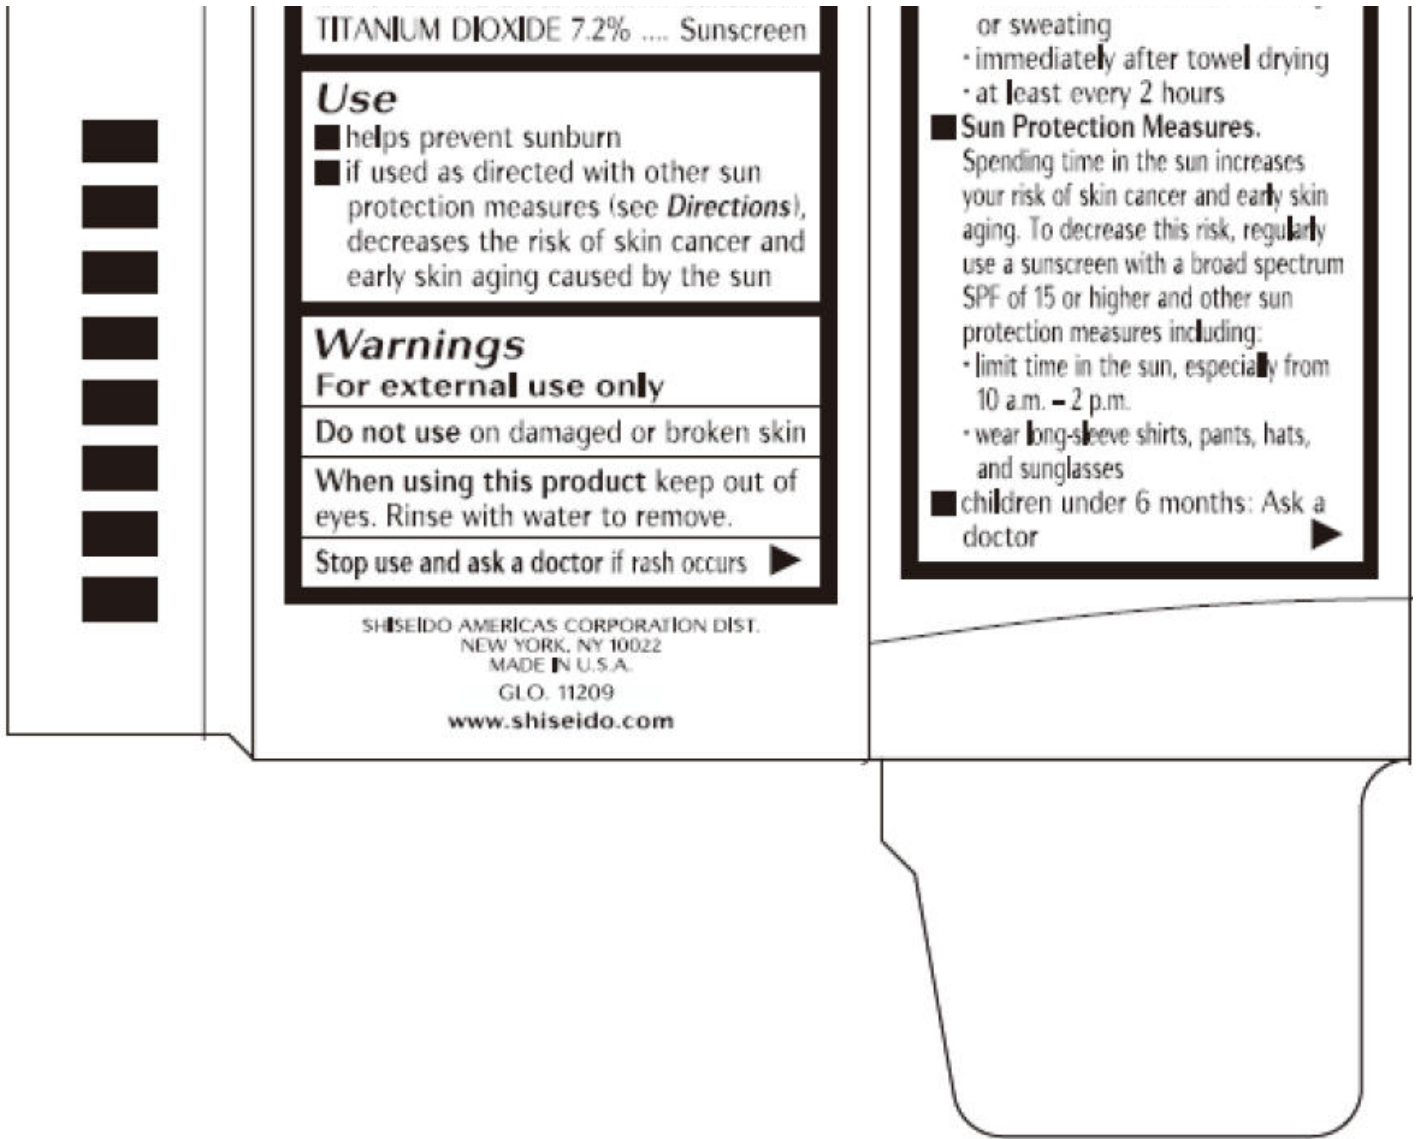 TITANIUM DIOXIDE 7.2% .... Sunscreen
Use
■ helps prevent sunburn
■ if used as directed with other sun
protection measures (see Directions),
decreases the risk of skin cancer and
early skin aging caused by the sun
Warnings
For external use only
Do not use on damaged or broken skin
When using this product keep out of
eyes. Rinse with water to remove.
Stop use and ask a doctor if rash occurs ▶
SHISEIDO AMERICAS CORPORATION DIST.
NEW YORK, NY 10022
MADE IN U.S.A.
GLO. 11209
www.shiseido.com
or sweating
· immediately after towel drying
· at least every 2 hours
■ Sun Protection Measures.
Spending time in the sun increases
your risk of skin cancer and early skin
aging. To decrease this risk, regularly
use a sunscreen with a broad spectrum
SPF of 15 or higher and other sun
protection measures including:
· limit time in the sun, especially from
10 a.m. – 2 p.m.
· wear long-sleeve shirts, pants, hats,
and sunglasses
■ children under 6 months: Ask a
doctor ▶